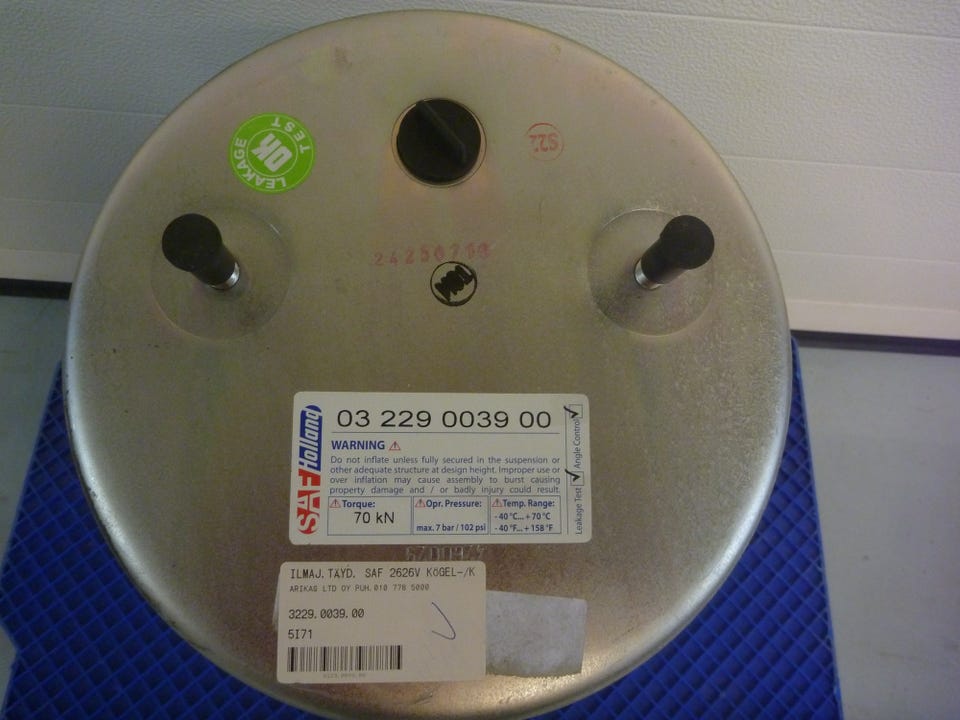 LEAKAGE TEST
OK
S22
24250710
SAF Holland
03 229 0039 00
WARNING
Do not inflate unless fully secured in the suspension or
other adequate structure at design height. Improper use or
over inflation may cause assembly to burst causing
property damage and / or badly injury could result.
Torque:
70 kN
Opr. Pressure:
max. 7 bar / 102 psi
Temp. Range:
- 40 °C... + 70 °C
- 40 °F... + 158 °F
Leakage Test
Angle Control
ILMAJ.TÄYD. SAF 2626V KöGEL-/K
ARIKAS LTD OY PUH.010 778 5000
3229.0039.00
5I71